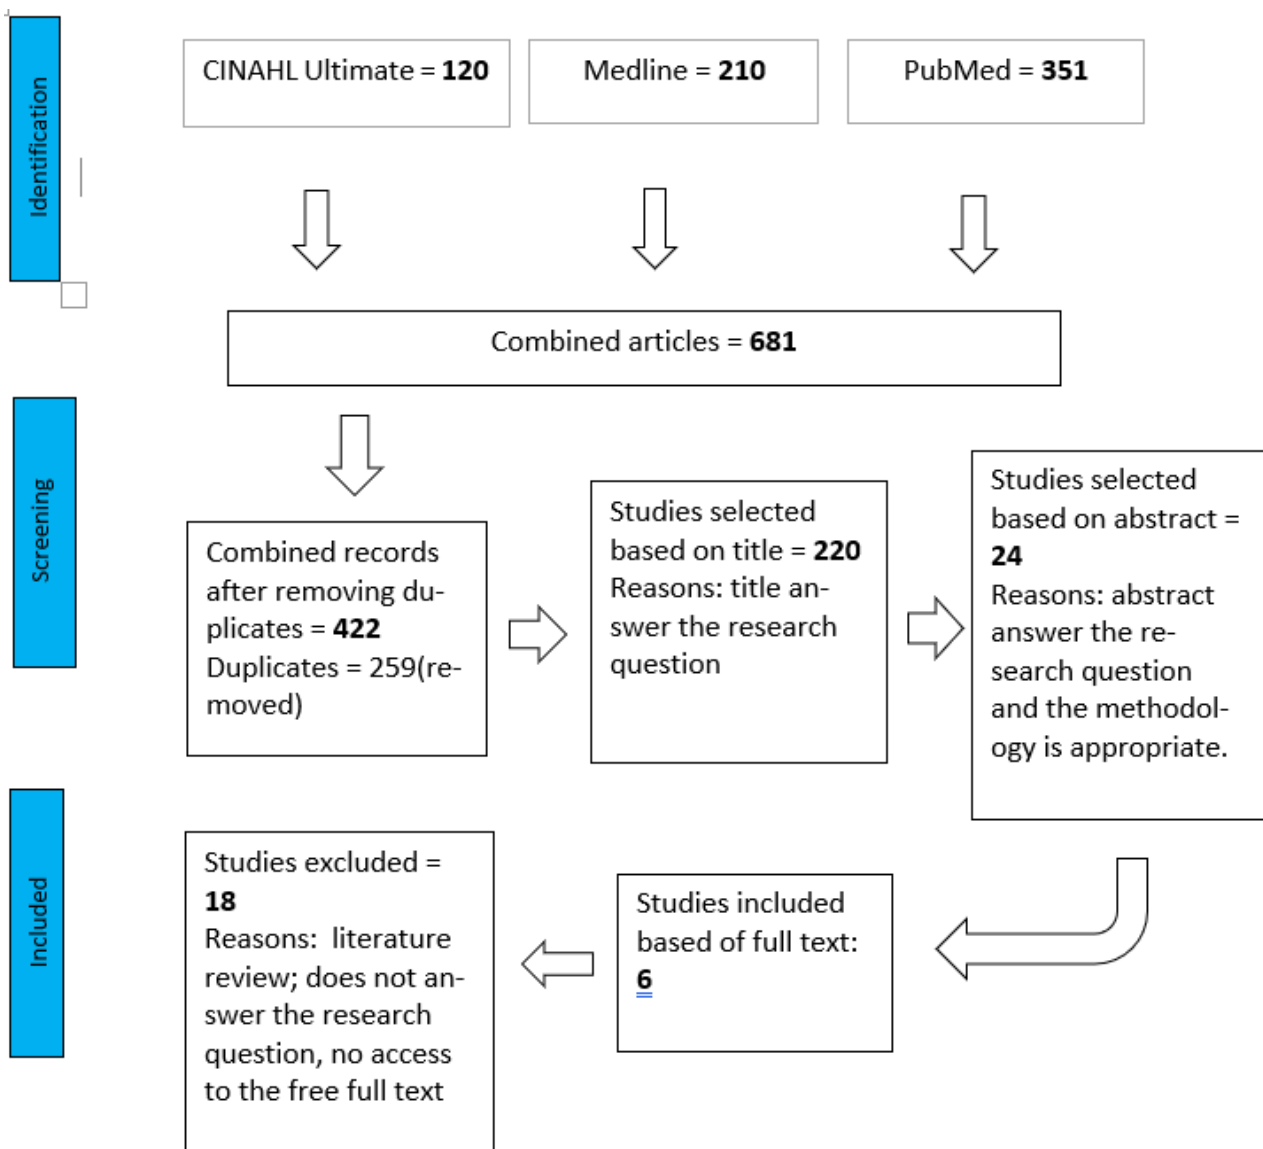 Identification
CINAHL Ultimate = 120
Medline = 210
PubMed = 351
Combined articles = 681
Screening
Combined records
after removing du-
plicates = 422
Duplicates = 259(re-
moved)
Studies selected
based on title = 220
Reasons: title an-
swer the research
question
Studies selected
based on abstract =
24
Reasons: abstract
answer the re-
search question
and the methodol-
ogy is appropriate.
Included
Studies excluded =
18
Reasons:  literature
review; does not an-
swer the research
question, no access
to the free full text
Studies included
based of full text:
6